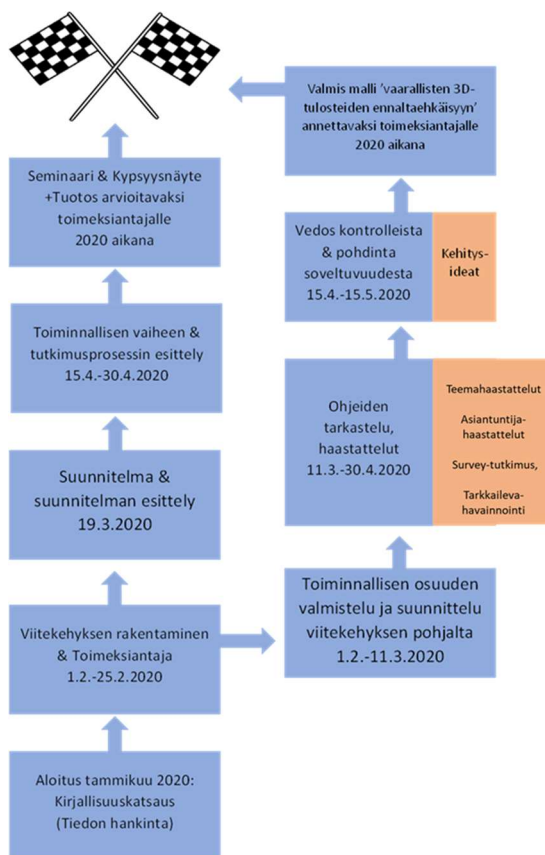 Valmis malli 'vaarallisten 3D-
tulosteiden ennaltaehkäisyyn'
annettavaksi toimeksiantajalle
2020 aikana
Seminaari & Kypsyysnäyte
+Tuotos arvioitavaksi
toimeksiantajalle
2020 aikana
Vedos kontrolleista
& pohdinta
soveltuvuudesta
15.4.-15.5.2020
Kehitys-
ideat
Toiminnallisen vaiheen &
tutkimusprosessin esittely
15.4.-30.4.2020
Ohjeiden
tarkastelu,
haastattelut
11.3.-30.4.2020
Teemahaastattelut
Asiantuntija-
haastattelut
Survey-tutkimus,
Tarkkaileva-
havainnointi
Suunnitelma &
suunnitelman esittely
19.3.2020
Toiminnallisen osuuden
valmistelu ja suunnittelu
viitekehyksen pohjalta
1.2.-11.3.2020
Viitekehyksen rakentaminen
& Toimeksiantaja
1.2.-25.2.2020
Aloitus tammikuu 2020:
Kirjallisuuskatsaus
(Tiedon hankinta)